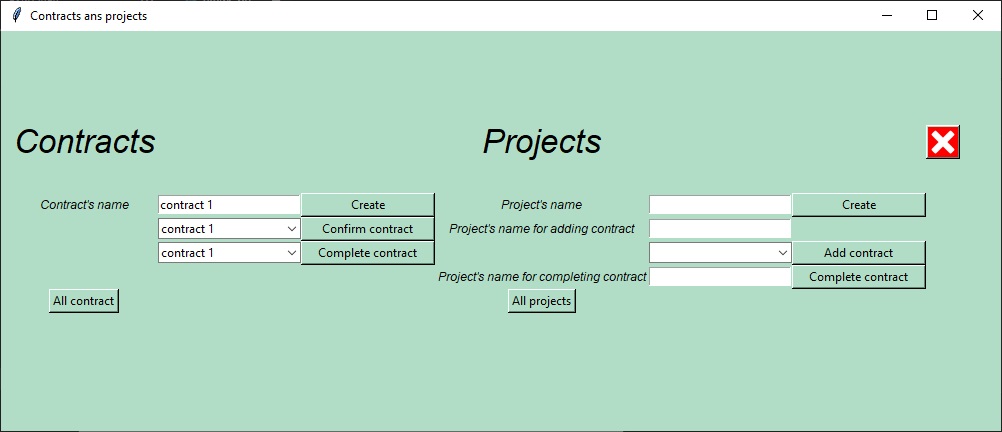 Contracts ans projects
Contracts Projects
Contract's name contract 1 Create Project's name Create
contract 1 Confirm contract Project's name for adding contract
contract 1 Complete contract Add contract
Project's name for completing contract Complete contract
All contract All projects